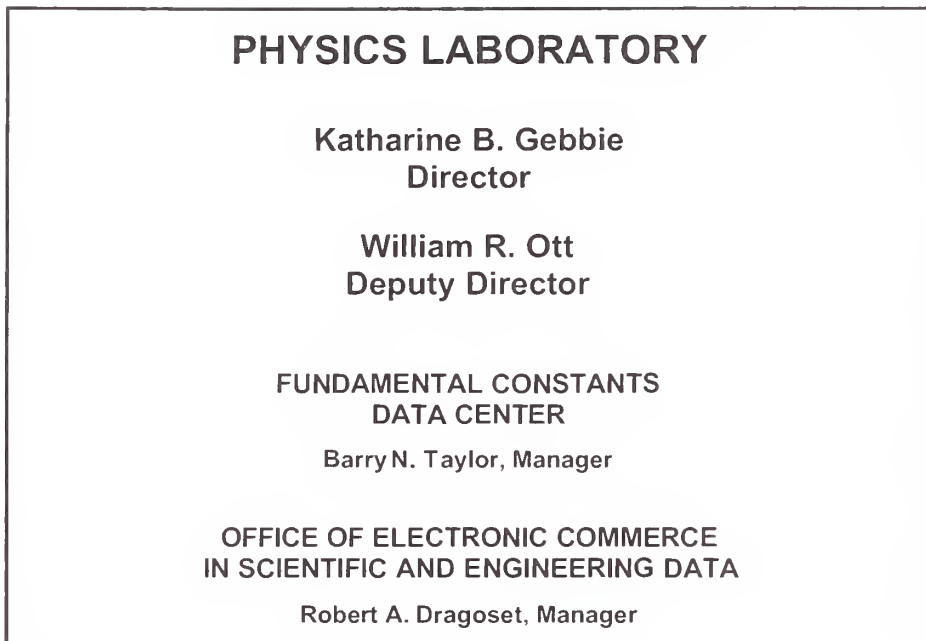 PHYSICS LABORATORY
Katharine B. Gebbie
Director
William R. Ott
Deputy Director
FUNDAMENTAL CONSTANTS
DATA CENTER
Barry N. Taylor, Manager
OFFICE OF ELECTRONIC COMMERCE
IN SCIENTIFIC AND ENGINEERING DATA
Robert A. Dragoset, Manager